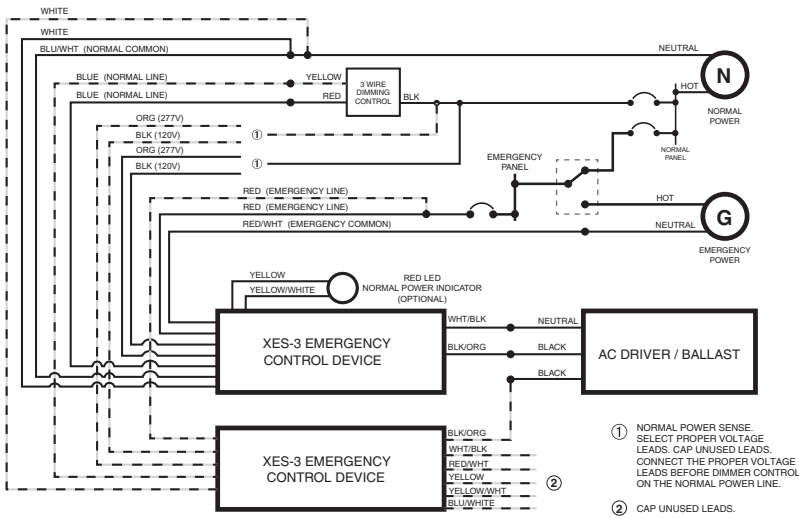 WHITE
WHITE
BLU/WHT (NORMAL COMMON)
NEUTRAL
N
BLUE (NORMAL LINE)
YELLOW
3 WIRE
DIMMING
CONTROL
HOT
BLUE (NORMAL LINE)
RED
BLK
NORMAL
POWER
ORG (277V)
BLK (120V)
1
ORG (277V)
NORMAL
PANEL
BLK (120V)
1
EMERGENCY
PANEL
RED (EMERGENCY LINE)
HOT
RED (EMERGENCY LINE)
G
RED/WHT (EMERGENCY COMMON)
NEUTRAL
EMERGENCY
POWER
YELLOW
YELLOW/WHITE
RED LED
NORMAL POWER INDICATOR
(OPTIONAL)
WHT/BLK
NEUTRAL
XES-3 EMERGENCY
CONTROL DEVICE
BLK/ORG
BLACK
AC DRIVER / BALLAST
BLACK
BLK/ORG
WHT/BLK
XES-3 EMERGENCY
CONTROL DEVICE
RED/WHT
YELLOW
YELLOW/WHT
BLU/WHITE
2
1 NORMAL POWER SENSE.
SELECT PROPER VOLTAGE
LEADS. CAP UNUSED LEADS.
CONNECT THE PROPER VOLTAGE
LEADS BEFORE DIMMER CONTROL
ON THE NORMAL POWER LINE.
2 CAP UNUSED LEADS.